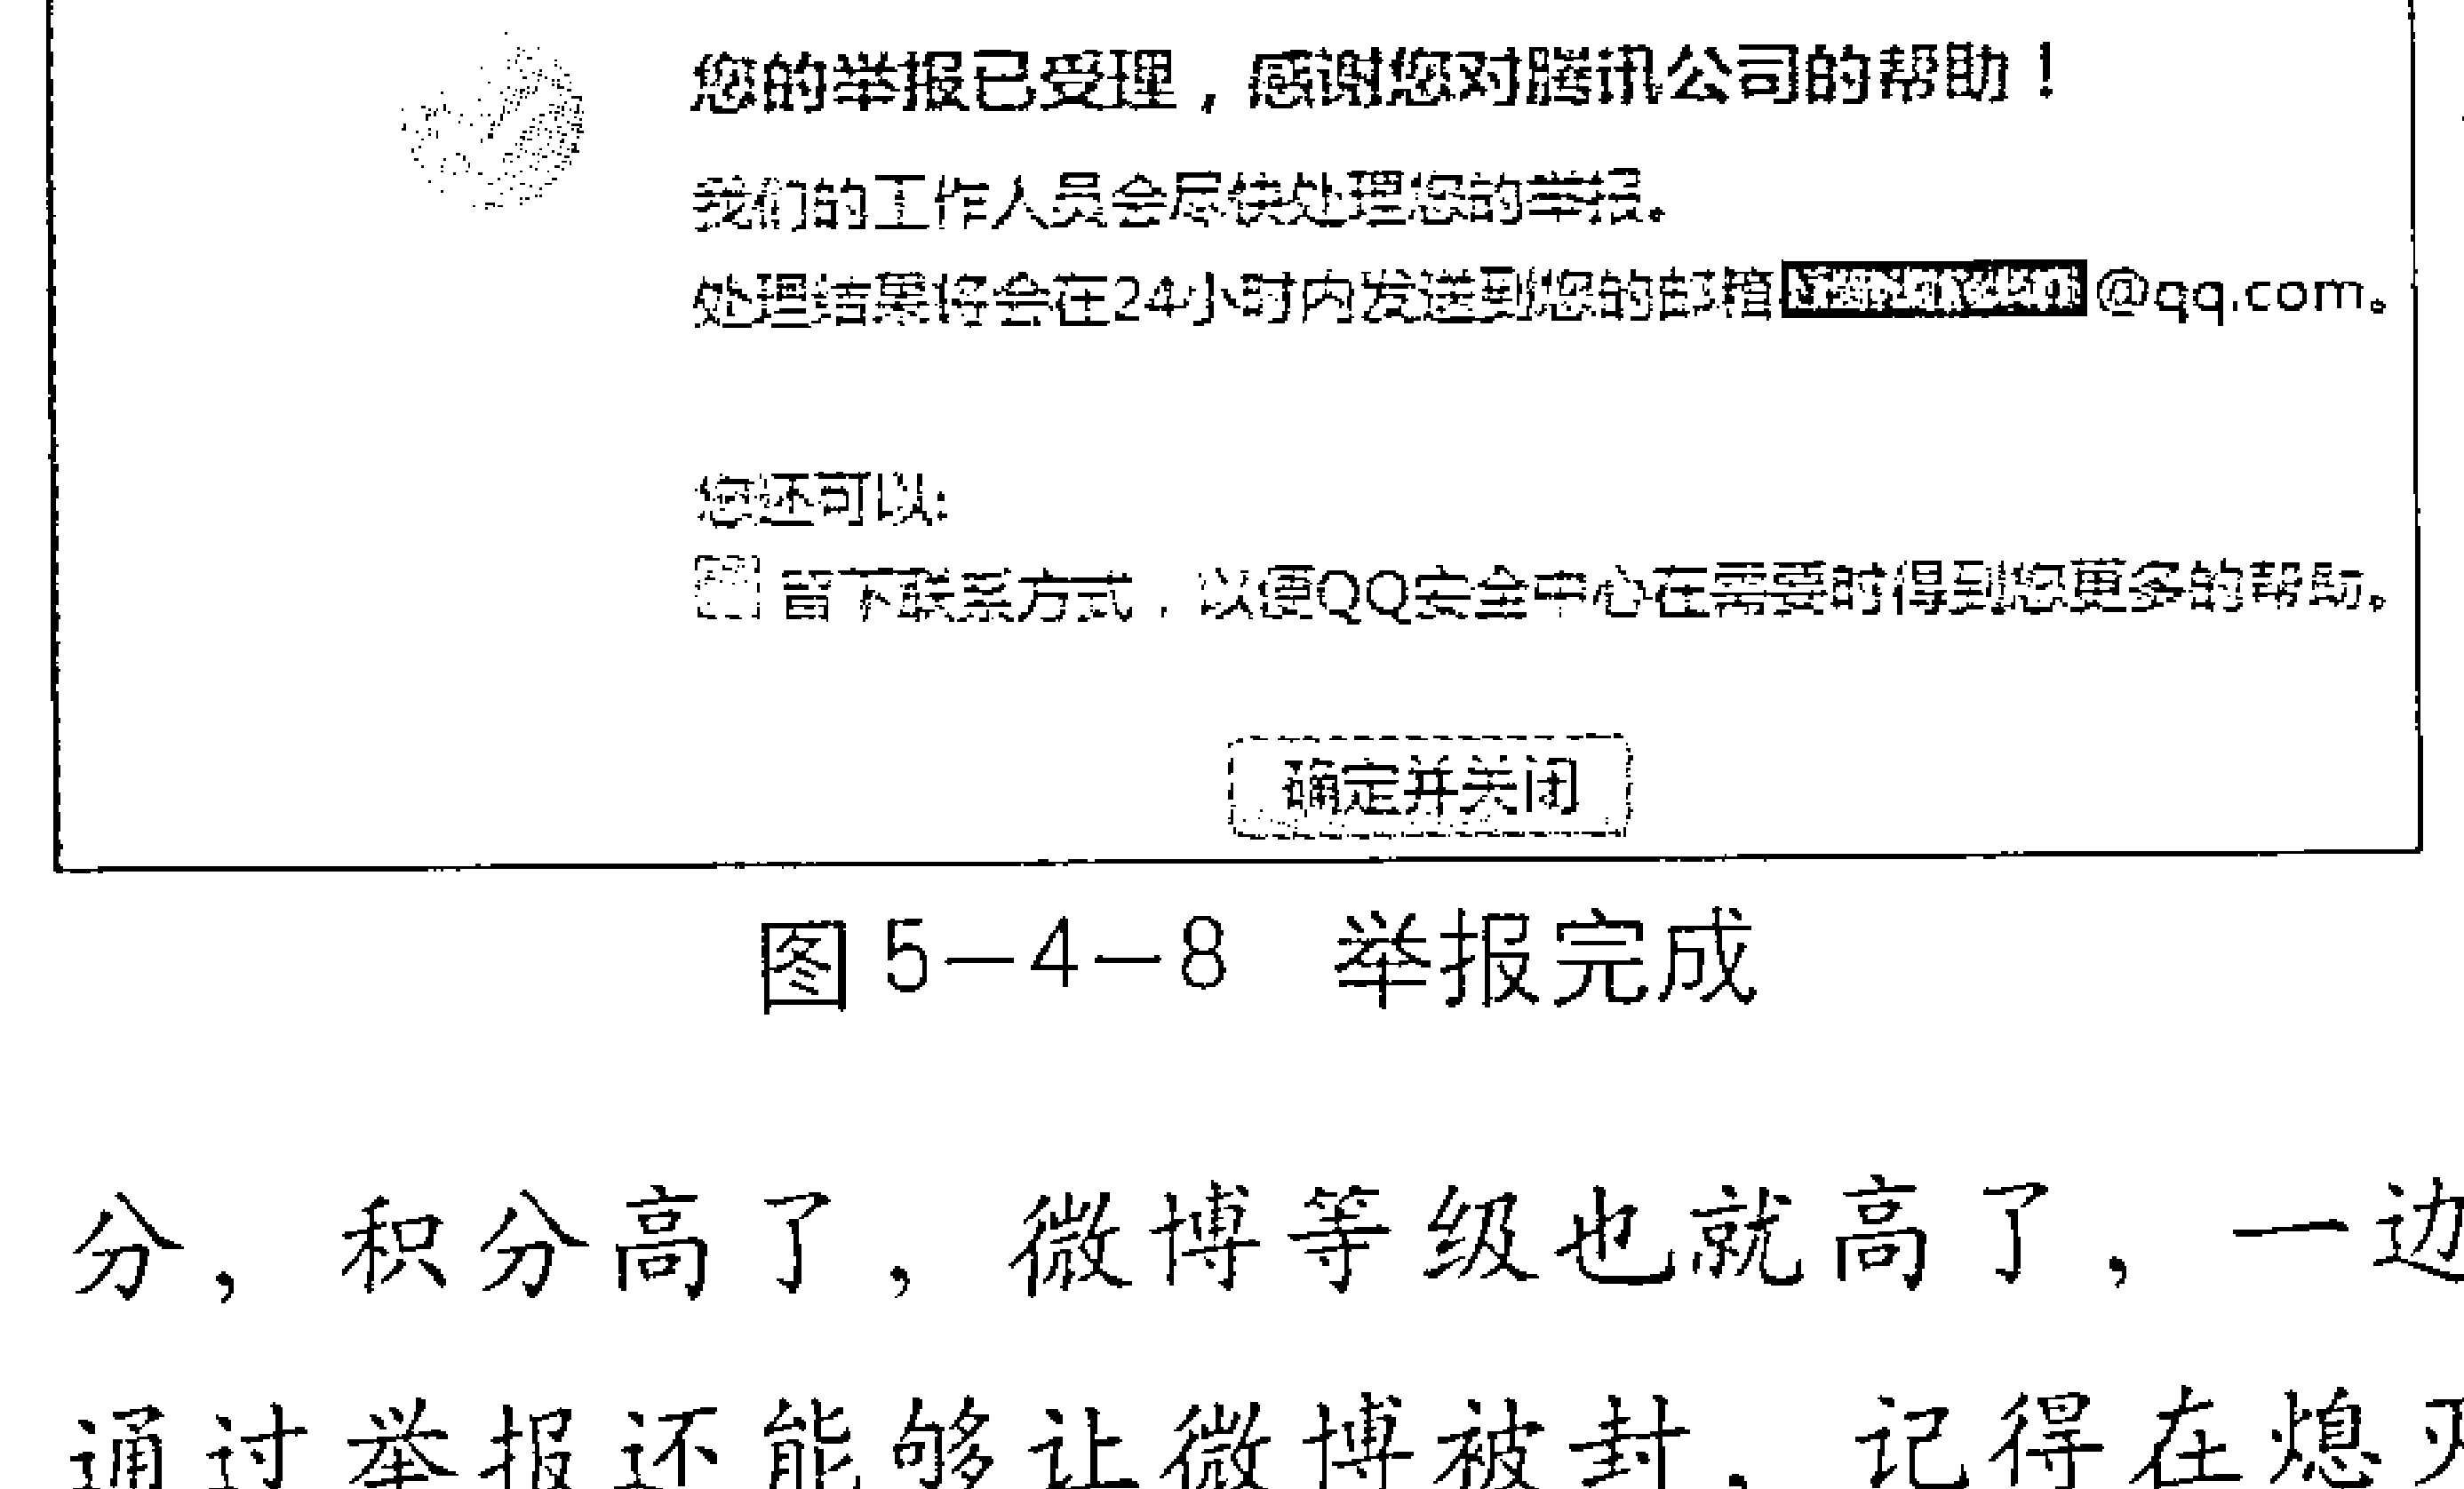 您的举报已受理，感谢您对腾讯公司的帮助！
我们的工作人员会尽快处理您的举报。
处理结果将会在24小时内发送到您的邮箱@qq.com。
您还可以:
留下联系方式，以便QQ安全中心在需要时得到您更多的帮助。
确定并关闭
图5-4-8 举报完成
分，积分高了，微博等级也就高了，一边
通过举报还能够让微博被封，记得在熄灭